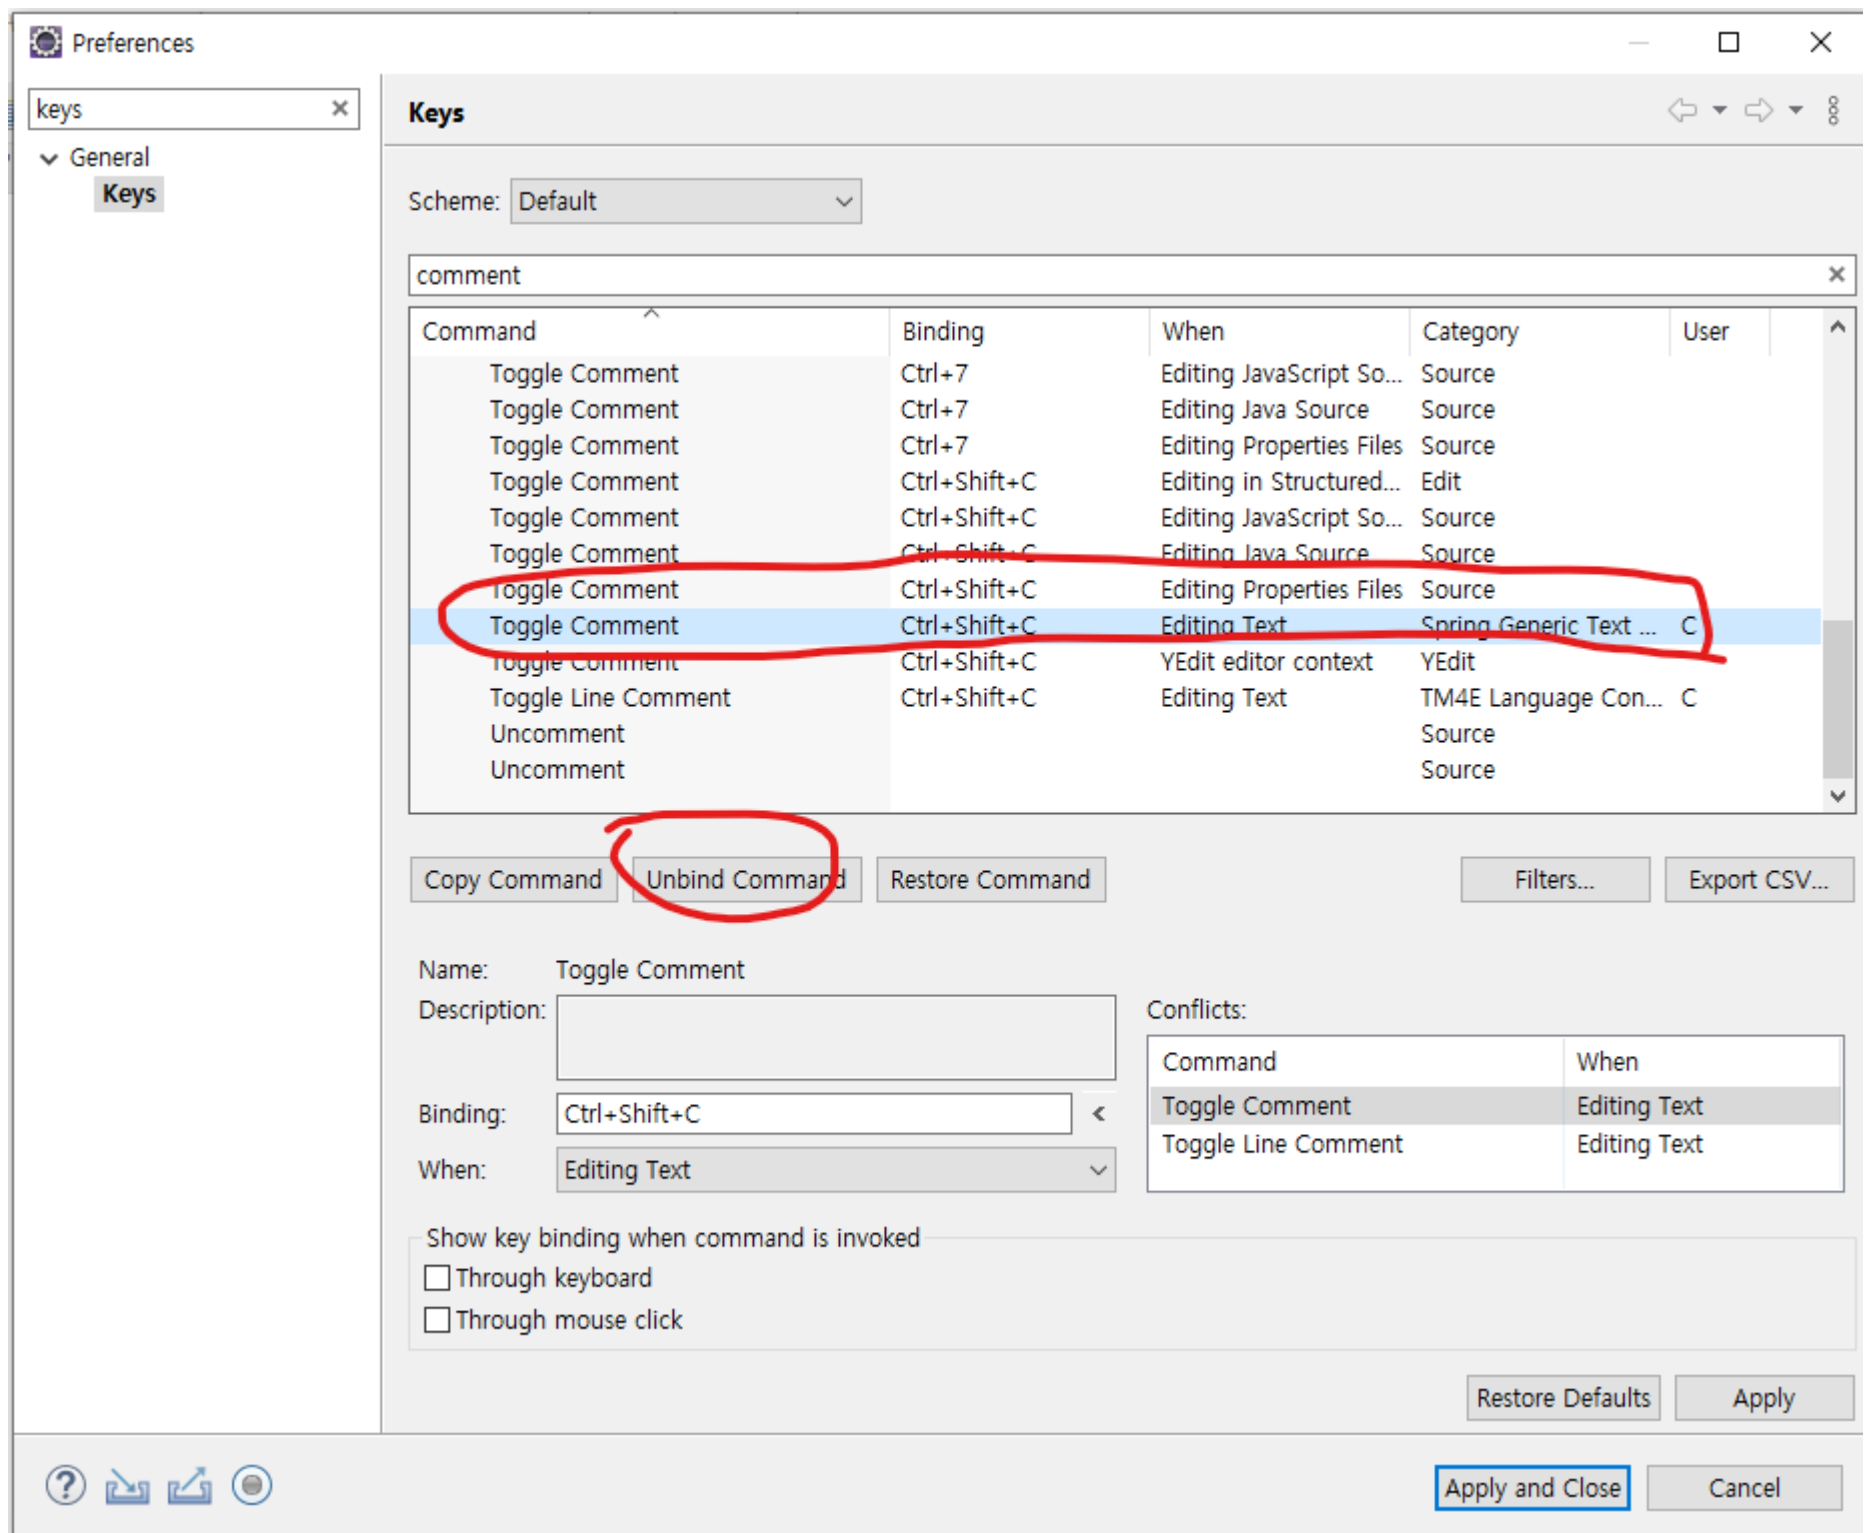 Preferences
keys
General
Keys
Keys
Scheme: Default
comment
Command Binding When Category User
Toggle Comment Ctrl+7 Editing JavaScript So... Source
Toggle Comment Ctrl+7 Editing Java Source Source
Toggle Comment Ctrl+7 Editing Properties Files Source
Toggle Comment Ctrl+Shift+C Editing in Structured... Edit
Toggle Comment Ctrl+Shift+C Editing JavaScript So... Source
Toggle Comment Ctrl+Shift+C Editing Java Source Source
Toggle Comment Ctrl+Shift+C Editing Properties Files Source
Toggle Comment Ctrl+Shift+C Editing Text Spring Generic Text ... C
Toggle Comment Ctrl+Shift+C YEdit editor context YEdit
Toggle Line Comment Ctrl+Shift+C Editing Text TM4E Language Con... C
Uncomment Source
Uncomment Source
Copy Command Unbind Command Restore Command Filters... Export CSV...
Name: Toggle Comment
Description:
Conflicts:
Command When
Toggle Comment Editing Text
Toggle Line Comment Editing Text
Binding: Ctrl+Shift+C
When: Editing Text
Show key binding when command is invoked
Through keyboard
Through mouse click
Restore Defaults Apply
Apply and Close Cancel